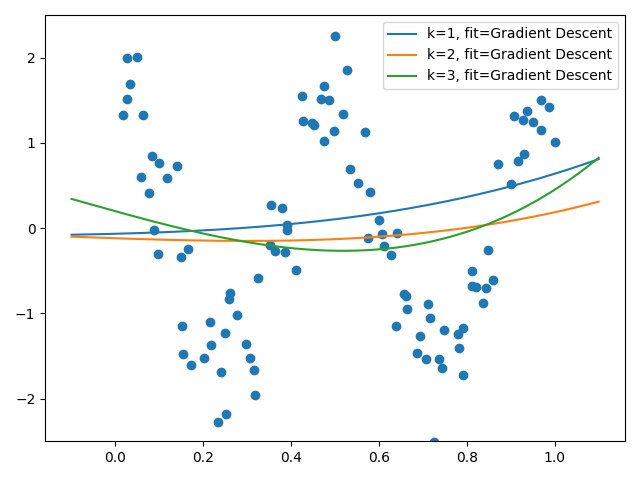 k=1, fit=Gradient Descent
k=2, fit=Gradient Descent
k=3, fit=Gradient Descent
2
1
0
−1
−2
0.0 0.2 0.4 0.6 0.8 1.0